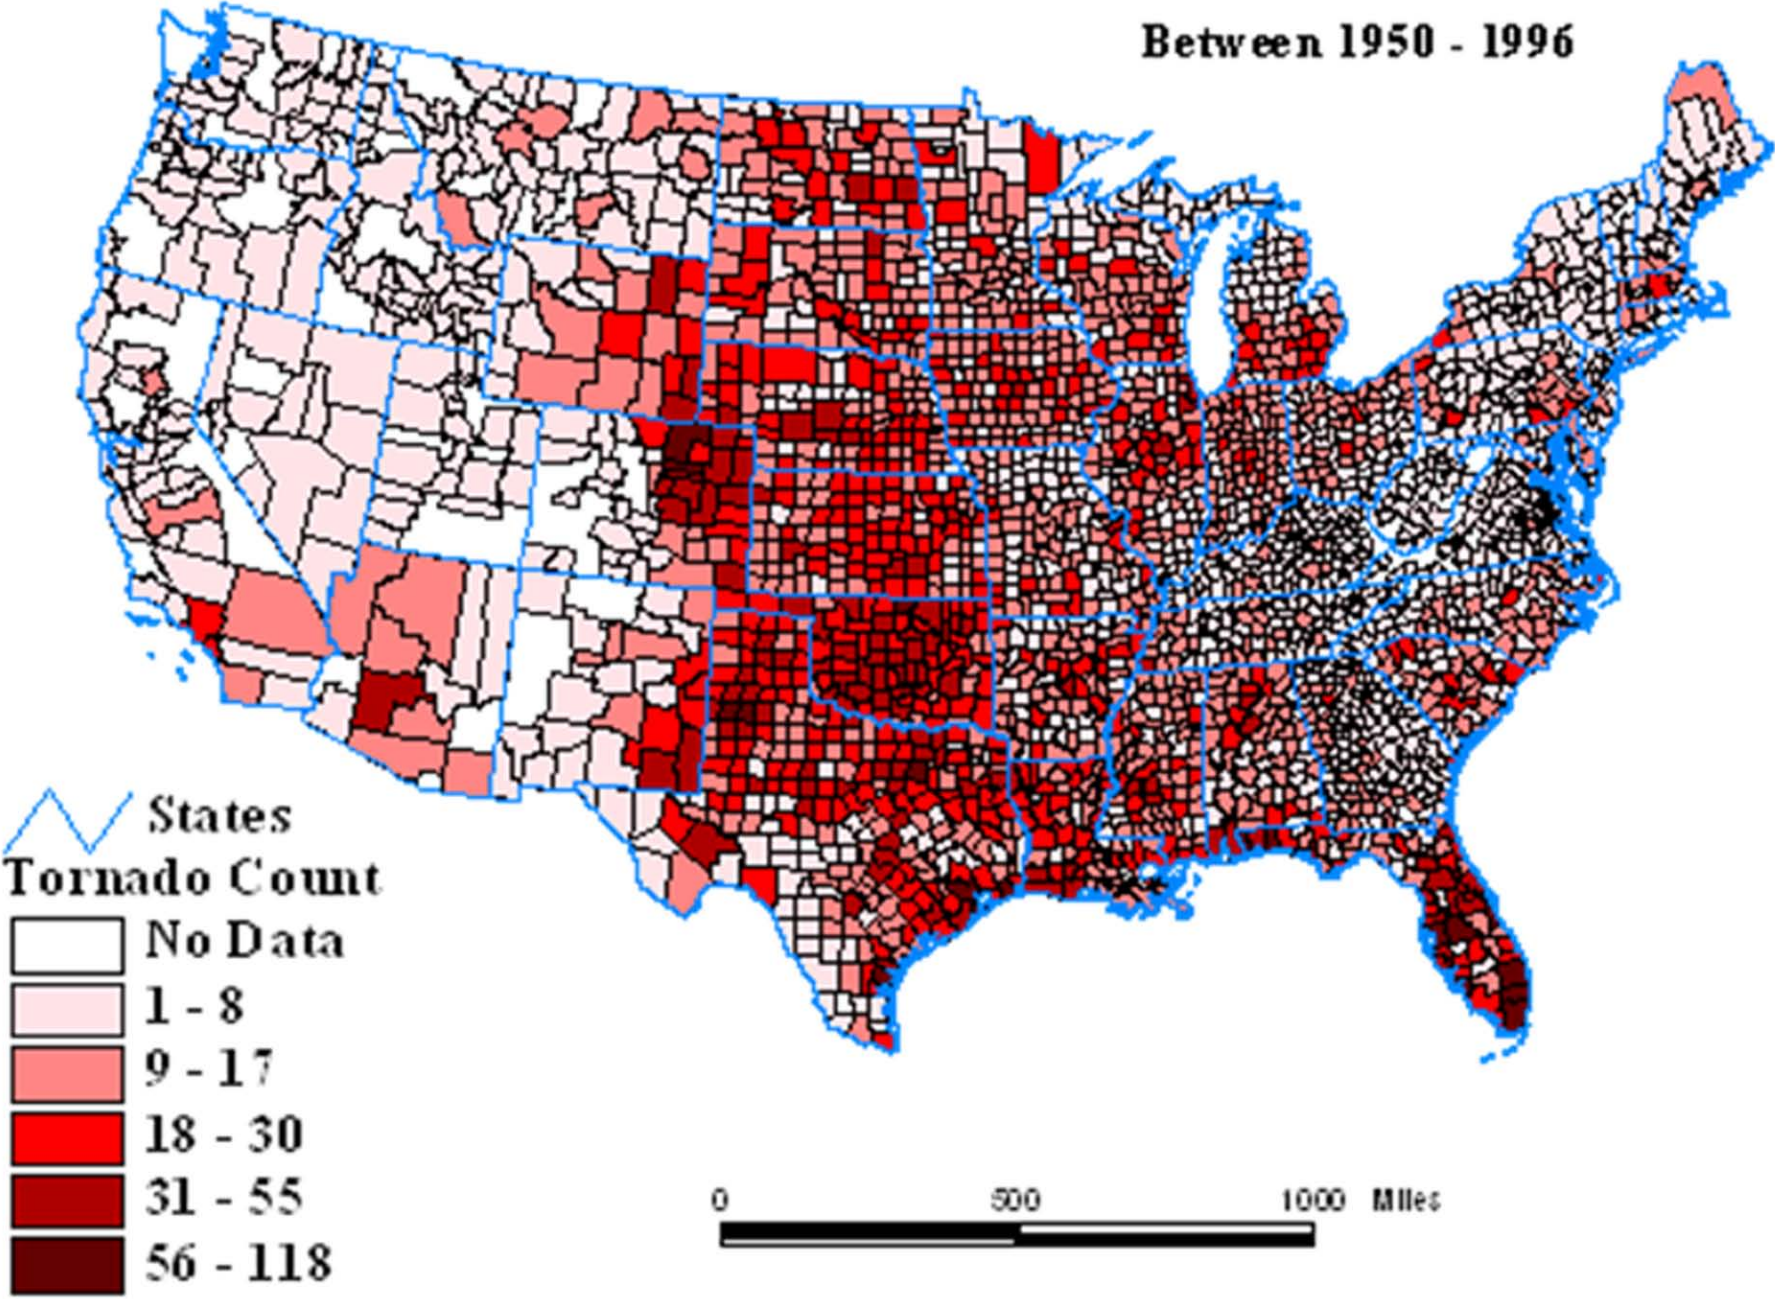 Between 1950 - 1996
States
Tornado Count
No Data
1 - 8
9 - 17
18 - 30
31 - 55
56 - 118
0 500 1000 Miles